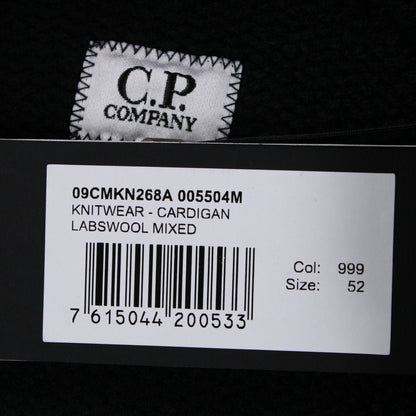 C.P.
COMPANY
09CMKN268A 005504M
KNITWEAR - CARDIGAN
LABSWOOL MIXED
Col: 999
Size: 52
7 615044 200533